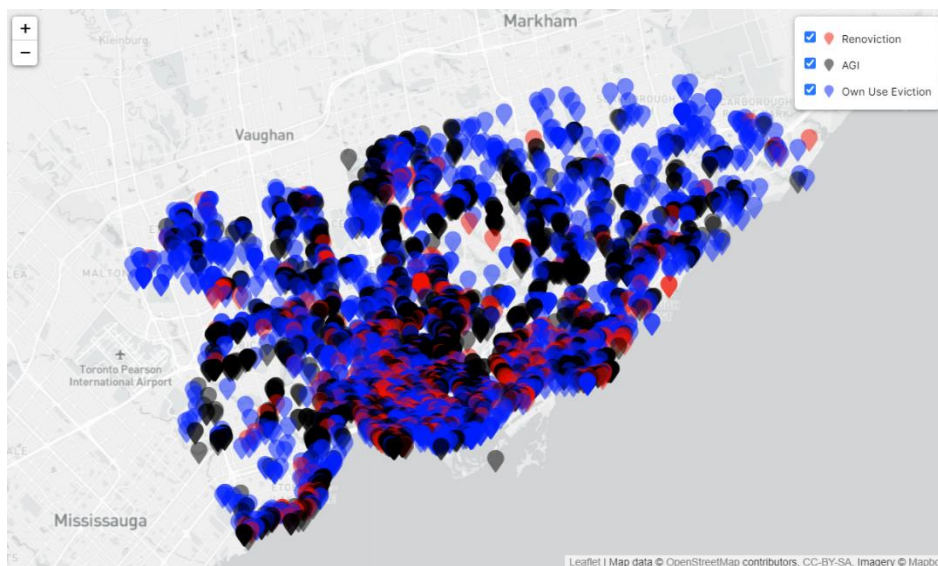 Markham
+
−
Kleinburg
Renoviction
AGI
Own Use Eviction
Vaughan
MALTON
Toronto Pearson
International Airport
Mississauga
Leaflet | Map data © OpenStreetMap contributors, CC-BY-SA, Imagery © Mapbo